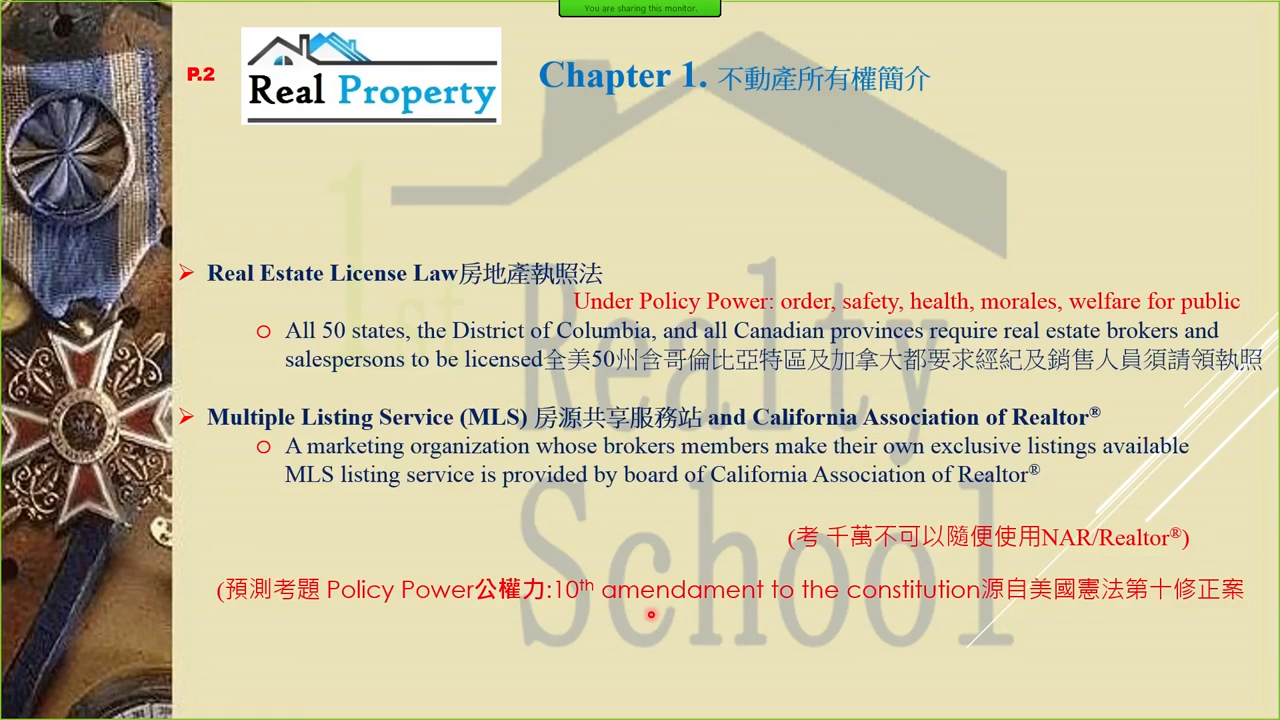 You are sharing this monitor.
P.2
Real Property
Chapter 1. 不動產所有權簡介
Real Estate License Law房地產執照法
Under Policy Power: order, safety, health, morales, welfare for public
All 50 states, the District of Columbia, and all Canadian provinces require real estate brokers and
salespersons to be licensed全美50州含哥倫比亞特區及加拿大都要求經紀及銷售人員須請領執照
Multiple Listing Service (MLS) 房源共享服務站 and California Association of Realtor®
A marketing organization whose brokers members make their own exclusive listings available
MLS listing service is provided by board of California Association of Realtor®
(考 千萬不可以隨便使用NAR/Realtor®)
(預測考題 Policy Power公權力:10th amendament to the constitution源自美國憲法第十修正案
1st
Realty
School